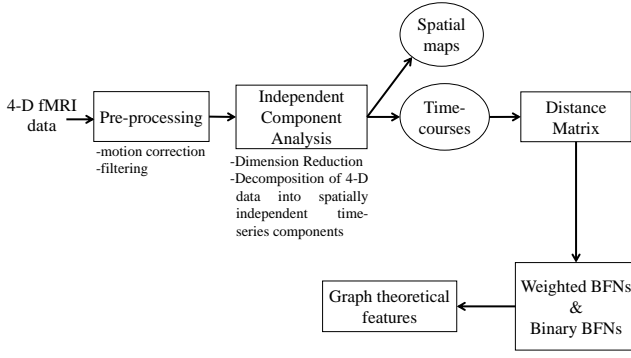 Spatial
maps
4-D fMRI
data
Pre-processing
-motion correction
-filtering
Independent
Component
Analysis
-Dimension Reduction
-Decomposition of 4-D
data into spatially
independent time-
series components
Time-
courses
Distance
Matrix
Weighted BFNs
&
Binary BFNs
Graph theoretical
features